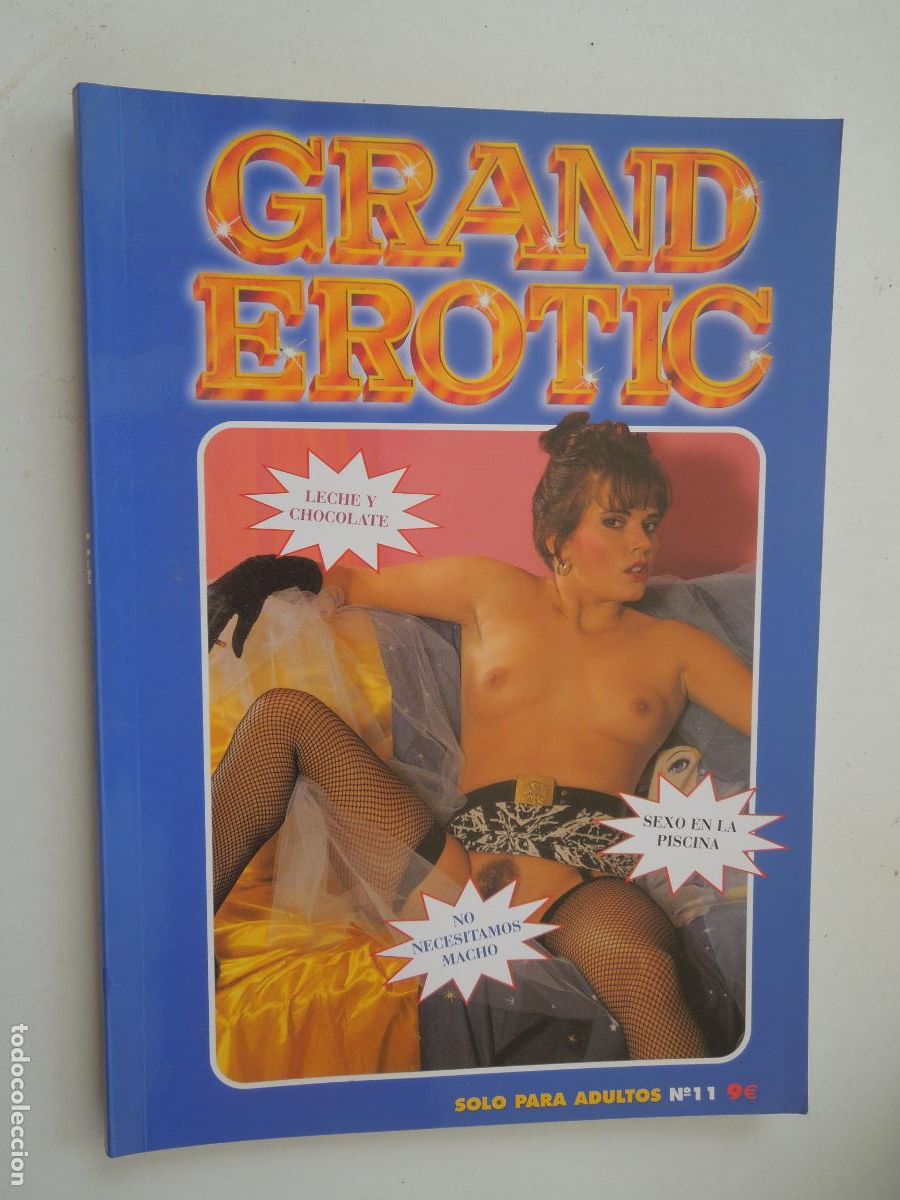 GRAND
EROTIC
LECHE Y
CHOCOLATE
SEXO EN LA
PISCINA
NO
NECESITAMOS
MACHO
SOLO PARA ADULTOS Nº11 9€
todocoleccion